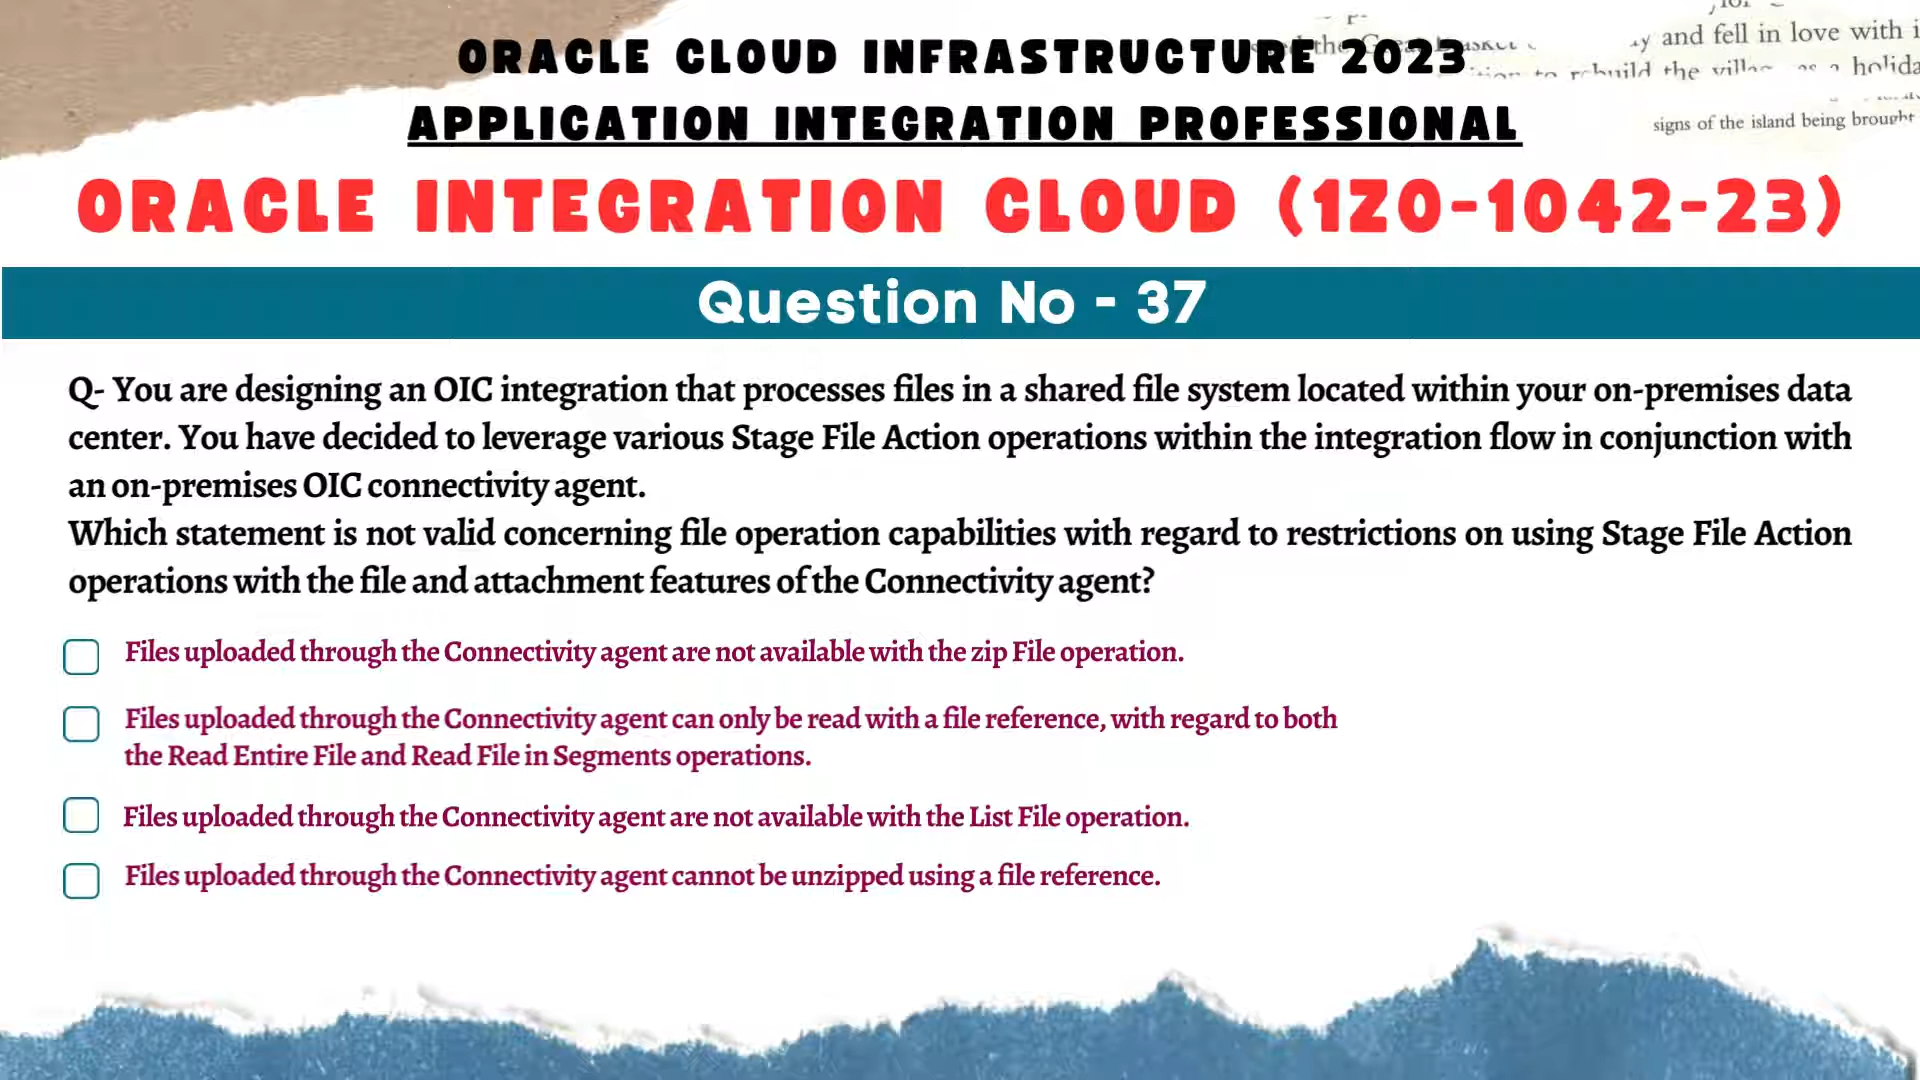 ORACLE CLOUD INFRASTRUCTURE 2023
APPLICATION INTEGRATION PROFESSIONAL
ORACLE INTEGRATION CLOUD (1Z0-1042-23)
and fell in love with
rebuild the
signs of the island being brought
Question No - 37
Q- You are designing an OIC integration that processes files in a shared file system located within your on-premises data
center. You have decided to leverage various Stage File Action operations within the integration flow in conjunction with
an on-premises OIC connectivity agent.
Which statement is not valid concerning file operation capabilities with regard to restrictions on using Stage File Action
operations with the file and attachment features of the Connectivity agent?
Files uploaded through the Connectivity agent are not available with the zip File operation.
Files uploaded through the Connectivity agent can only be read with a file reference, with regard to both
the Read Entire File and Read File in Segments operations.
Files uploaded through the Connectivity agent are not available with the List File operation.
Files uploaded through the Connectivity agent cannot be unzipped using a file reference.